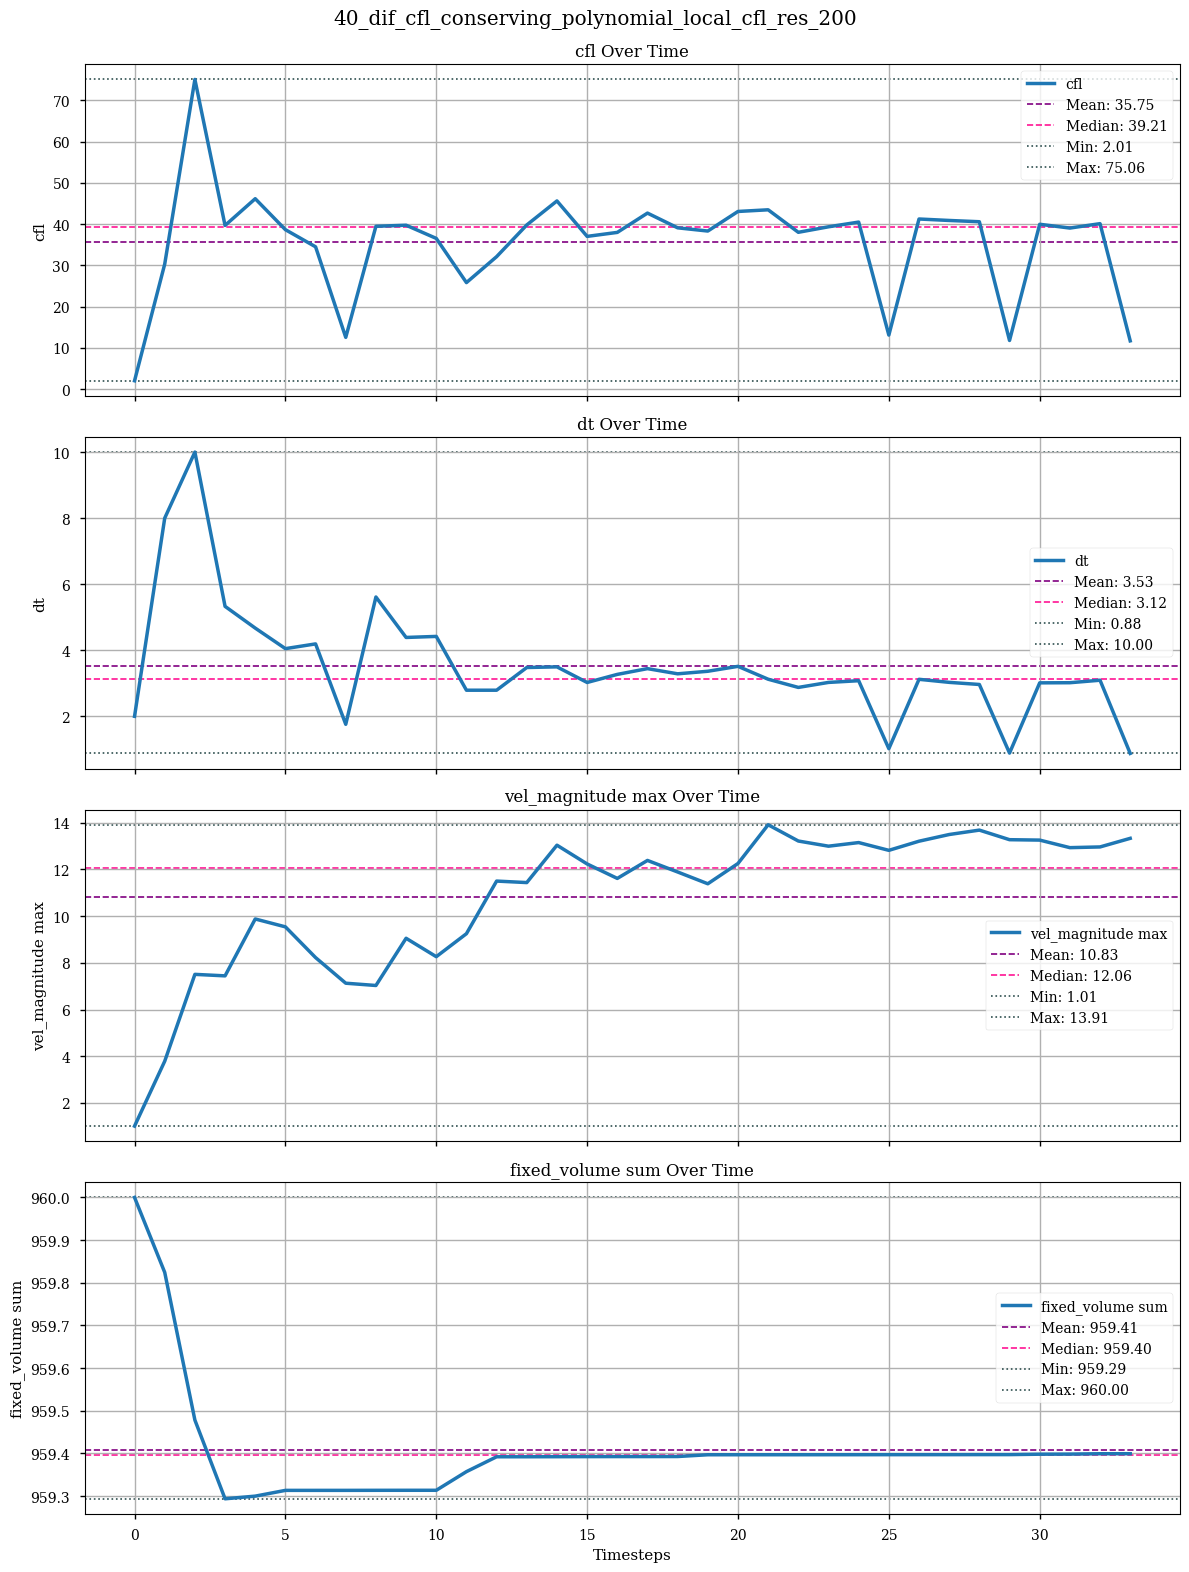 40_dif_cfl_conserving_polynomial_local_cfl_res_200
cfl Over Time
cfl
70
60
50
40
30
20
10
0
cfl
Mean: 35.75
Median: 39.21
Min: 2.01
Max: 75.06
dt Over Time
dt
10
8
6
4
2
dt
Mean: 3.53
Median: 3.12
Min: 0.88
Max: 10.00
vel_magnitude max Over Time
vel_magnitude max
14
12
10
8
6
4
2
vel_magnitude max
Mean: 10.83
Median: 12.06
Min: 1.01
Max: 13.91
fixed_volume sum Over Time
fixed_volume sum
960.0
959.9
959.8
959.7
959.6
959.5
959.4
959.3
fixed_volume sum
Mean: 959.41
Median: 959.40
Min: 959.29
Max: 960.00
0 5 10 15 20 25 30
Timesteps